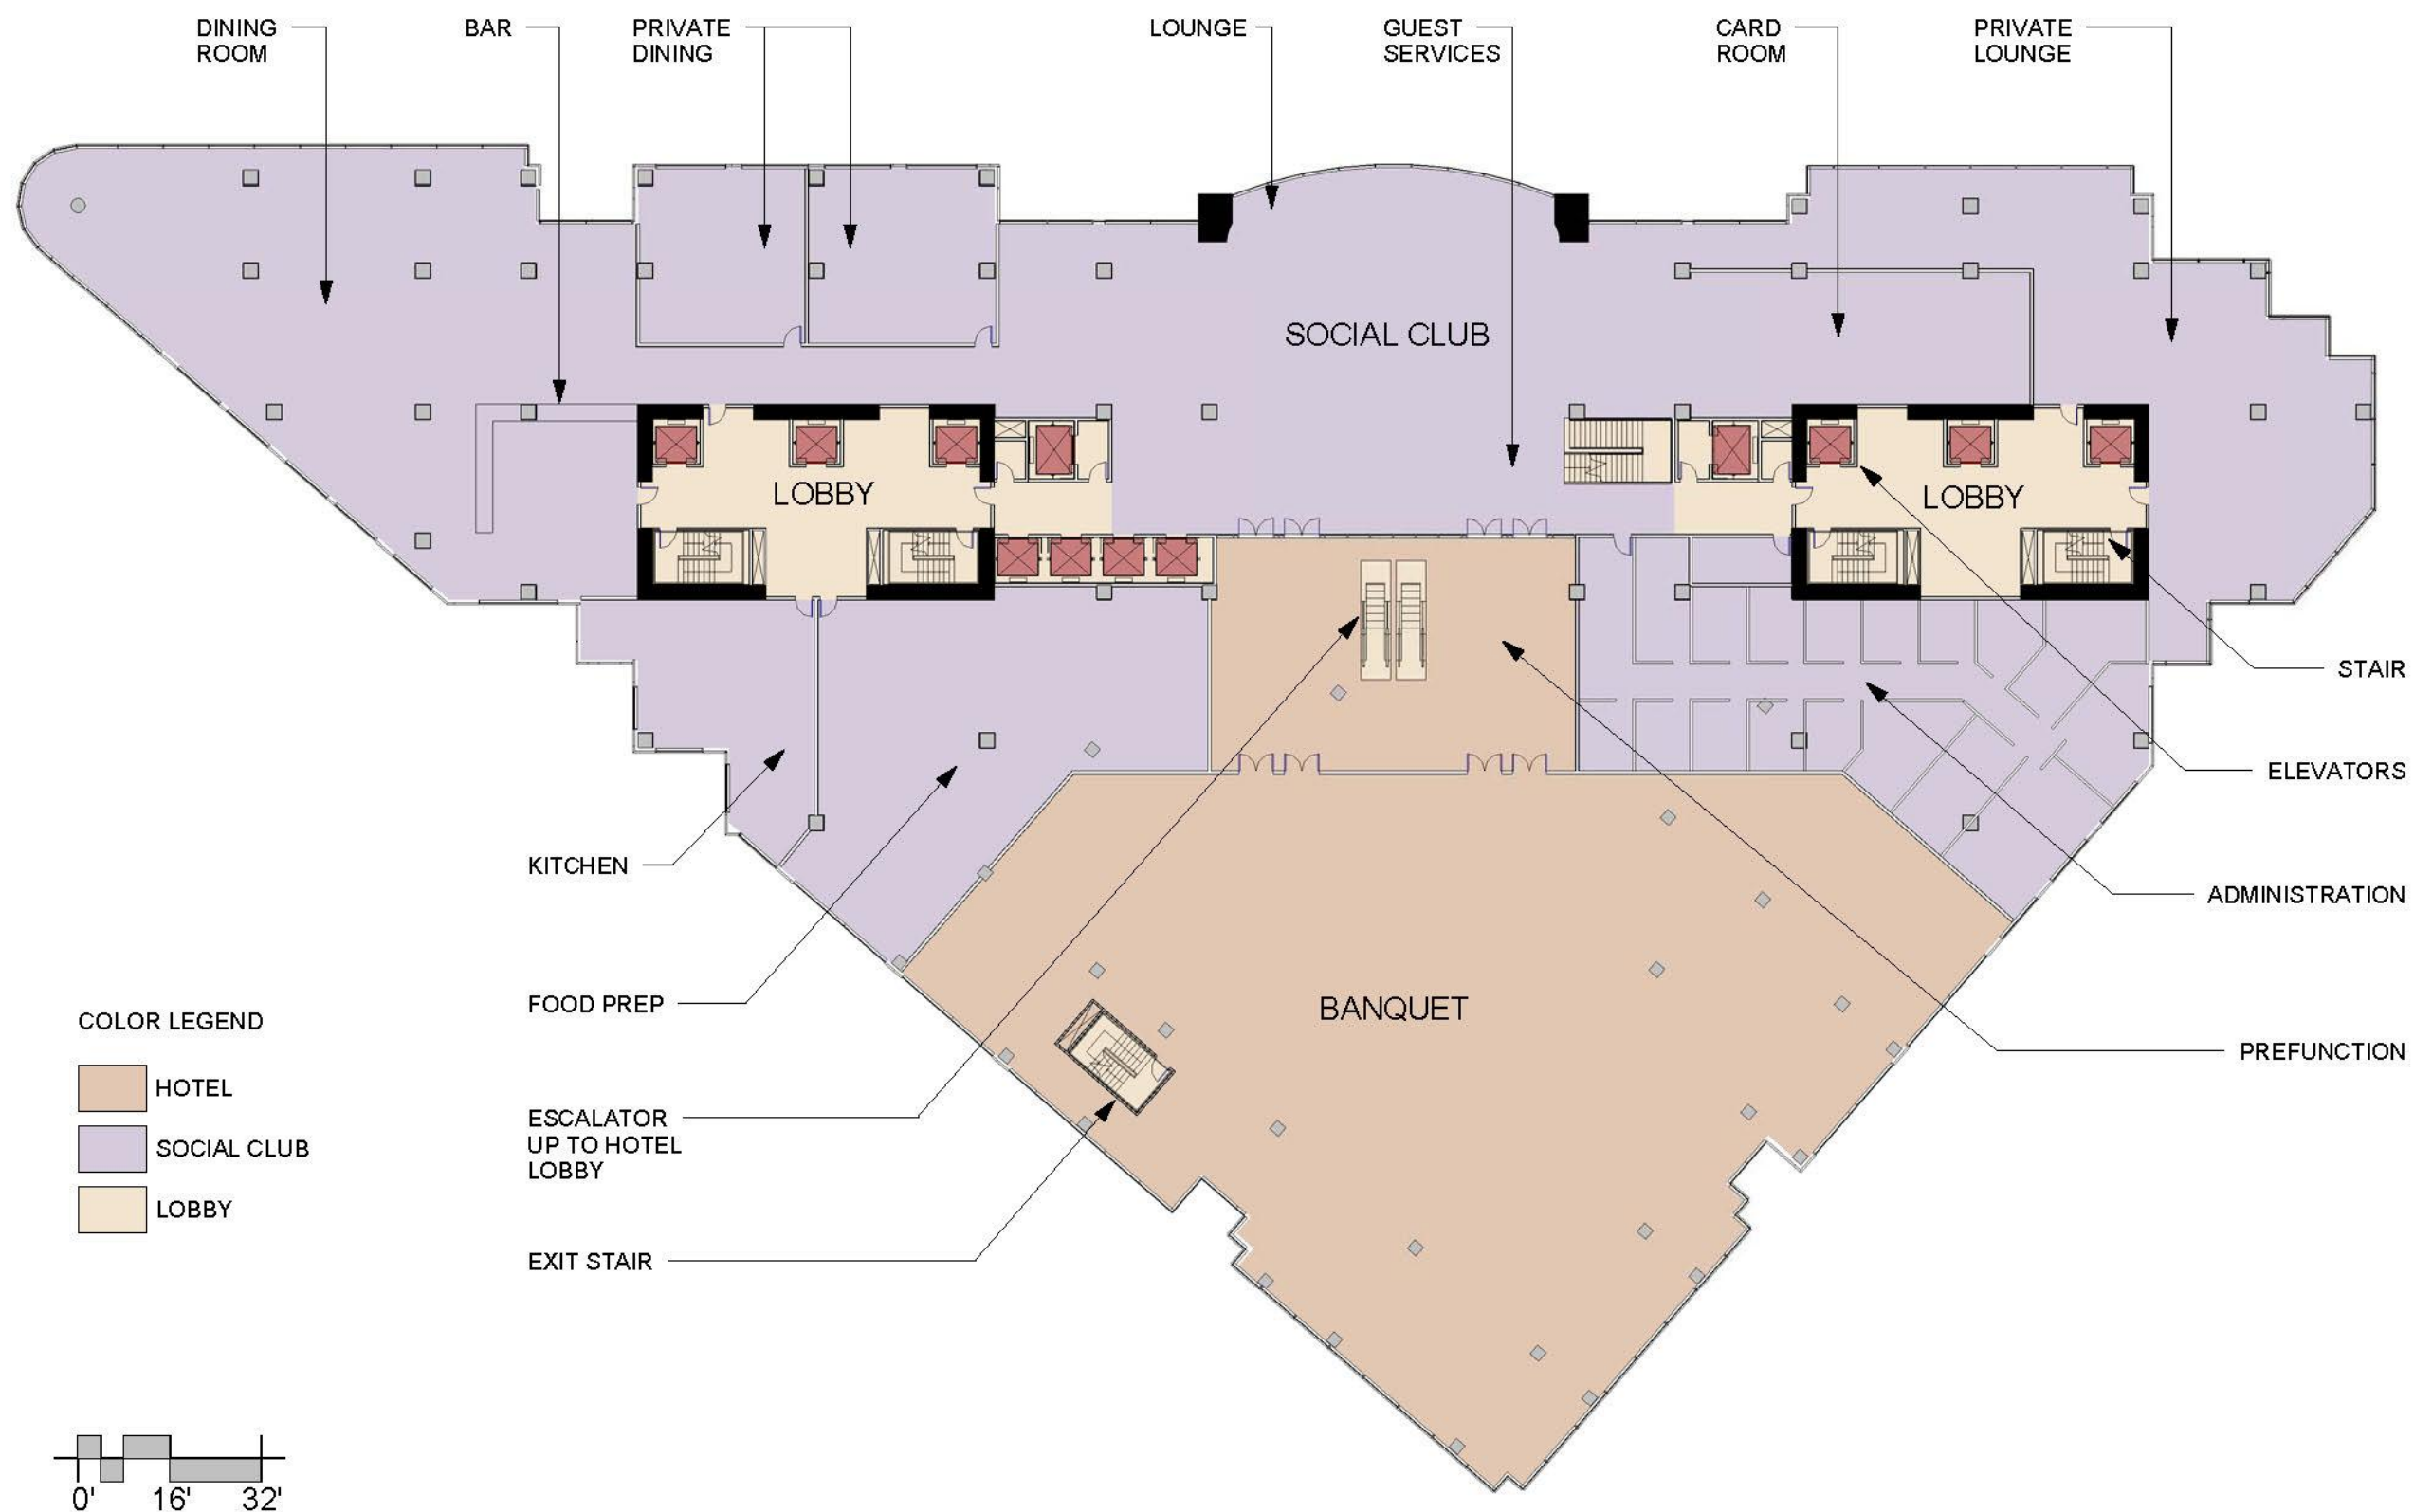 DINING
ROOM
BAR
PRIVATE
DINING
LOUNGE
GUEST
SERVICES
CARD
ROOM
PRIVATE
LOUNGE
SOCIAL CLUB
LOBBY
LOBBY
STAIR
ELEVATORS
KITCHEN
ADMINISTRATION
FOOD PREP
BANQUET
PREFUNCTION
ESCALATOR
UP TO HOTEL
LOBBY
EXIT STAIR
COLOR LEGEND
HOTEL
SOCIAL CLUB
LOBBY
0' 16' 32'